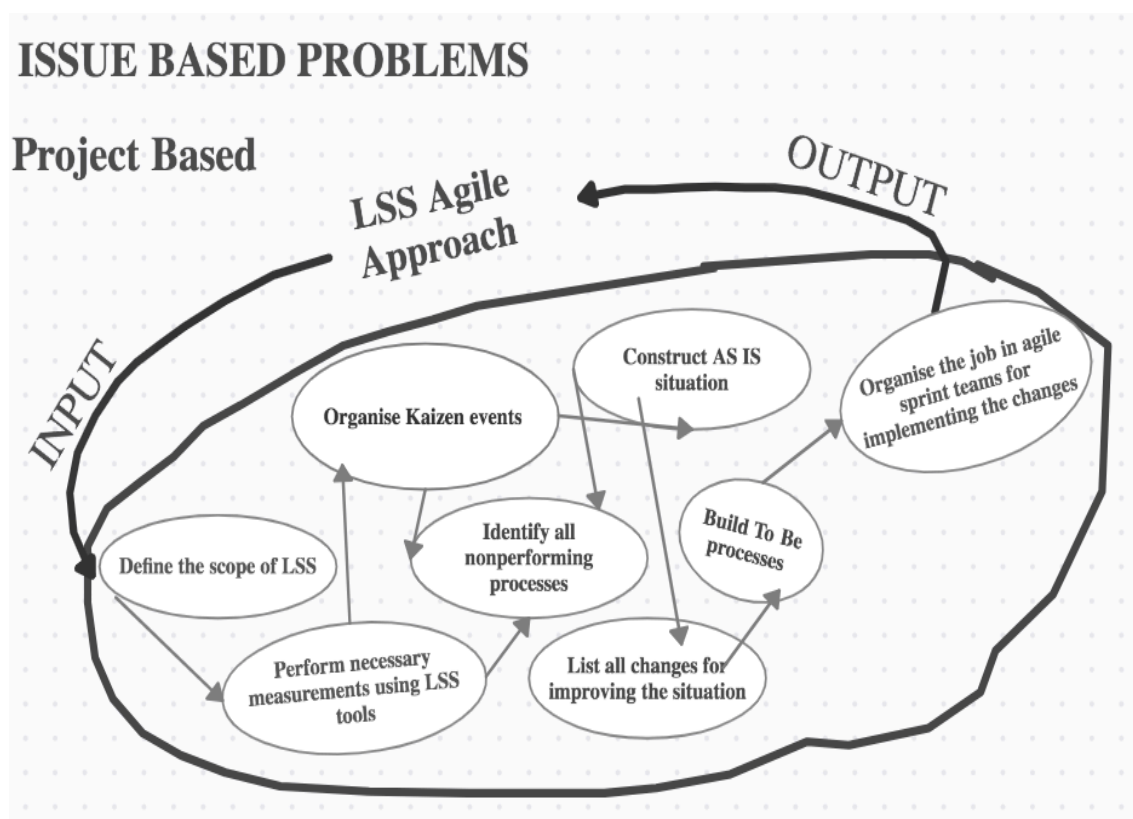 ISSUE BASED PROBLEMS
Project Based
LSS Agile
Approach
OUTPUT
INPUT
Construct AS IS
situation
Organise the job in agile
sprint teams for
implementing the changes
Organise Kaizen events
Identify all
nonperforming
processes
Build To Be
processes
Define the scope of LSS
Perform necessary
measurements using LSS
tools
List all changes for
improving the situation